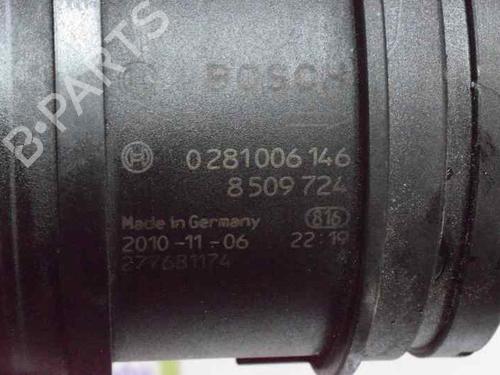 BOSCH
0 281 006 146
8 509 724
Made in Germany 816
2010-11-06 22:19
277681174
B-PARTS